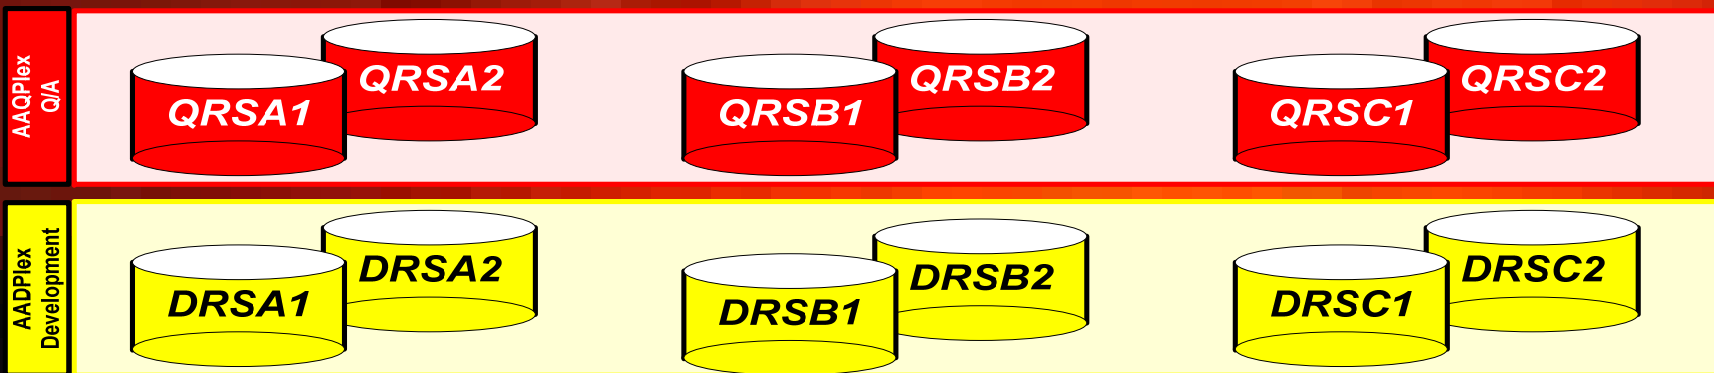 AAQPlex
Q/A
QRSA1
QRSA2
QRSB1
QRSB2
QRSC1
QRSC2
AADPlex
Development
DRSA1
DRSA2
DRSB1
DRSB2
DRSC1
DRSC2